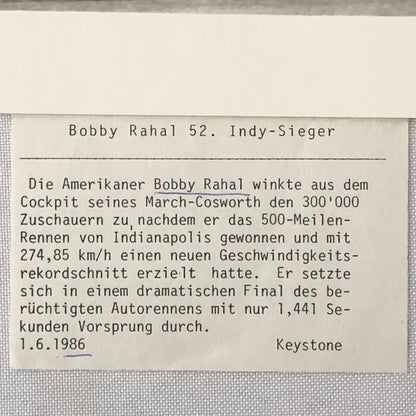 Bobby Rahal 52. Indy-Sieger
Die Amerikaner Bobby Rahal winkte aus dem
Cockpit seines March-Cosworth den 300'000
Zuschauern zu, nachdem er das 500-Meilen-
Rennen von Indianapolis gewonnen und mit
274,85 km/h einen neuen Geschwindigkeits-
rekordschnitt erzielt hatte. Er setzte
sich in einem dramatischen Final des be-
rüchtigten Autorennens mit nur 1,441 Se-
kunden Vorsprung durch.
1.6.1986 Keystone